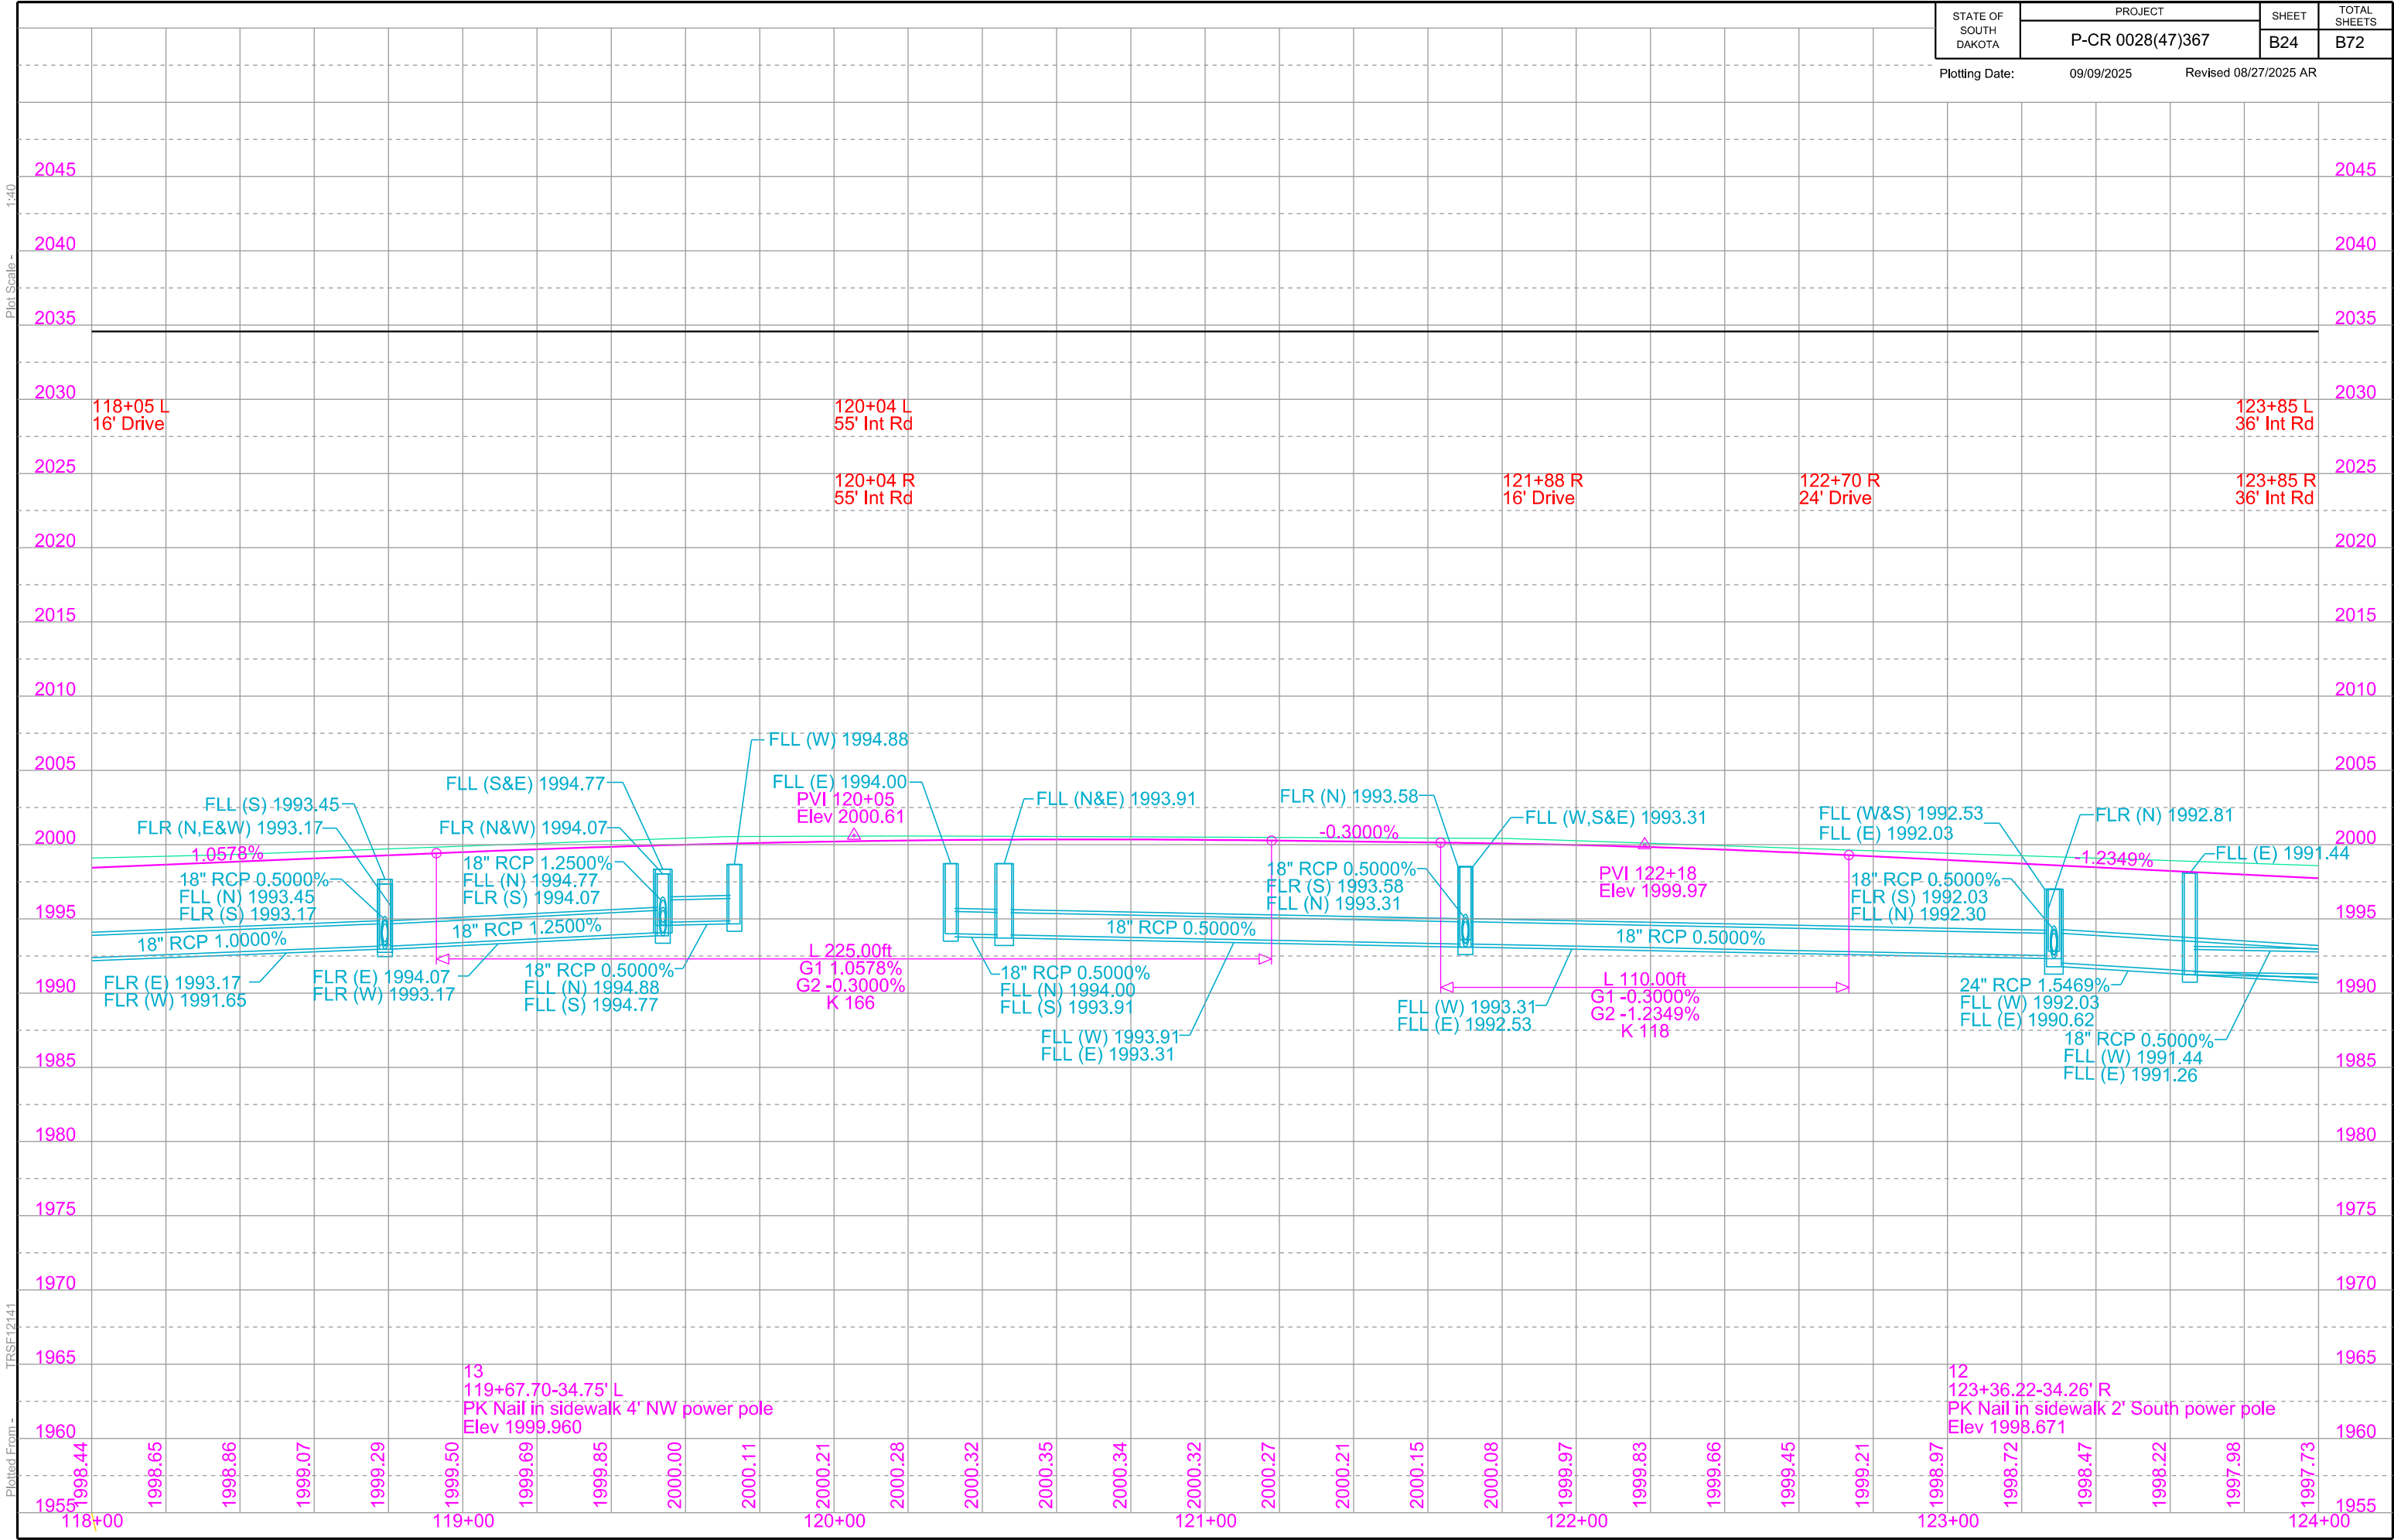 STATE OF
SOUTH
DAKOTA
PROJECT
P-CR 0028(47)367
SHEET
B24
TOTAL
SHEETS
B72
Plotting Date:
09/09/2025
Revised 08/27/2025 AR
Plot Scale - 1:40
Plotted From - TRSF12141
2045
2045
2040
2040
2035
2035
2030
2030
118+05 L
16' Drive
120+04 L
55' Int Rd
123+85 L
36' Int Rd
2025
2025
120+04 R
55' Int Rd
121+88 R
16' Drive
122+70 R
24' Drive
123+85 R
36' Int Rd
2020
2020
2015
2015
2010
2010
2005
2005
2000
2000
1995
1995
1990
1990
1985
1985
1980
1980
1975
1975
1970
1970
1965
1965
1960
1960
1955
1955
FLL (S) 1993.45
FLR (N,E&W) 1993.17
1.0578%
18" RCP 0.5000%
FLL (N) 1993.45
FLR (S) 1993.17
18" RCP 1.0000%
FLR (E) 1993.17
FLR (W) 1991.65
FLL (S&E) 1994.77
FLR (N&W) 1994.07
18" RCP 1.2500%
FLL (N) 1994.77
FLR (S) 1994.07
18" RCP 1.2500%
FLR (E) 1994.07
FLR (W) 1993.17
FLL (W) 1994.88
18" RCP 0.5000%
FLL (N) 1994.88
FLL (S) 1994.77
FLL (E) 1994.00
PVI 120+05
Elev 2000.61
L 225.00ft
G1 1.0578%
G2 -0.3000%
K 166
FLL (N&E) 1993.91
18" RCP 0.5000%
18" RCP 0.5000%
FLL (N) 1994.00
FLL (S) 1993.91
FLL (W) 1993.91
FLL (E) 1993.31
FLR (N) 1993.58
-0.3000%
18" RCP 0.5000%
FLR (S) 1993.58
FLL (N) 1993.31
FLL (W,S&E) 1993.31
PVI 122+18
Elev 1999.97
18" RCP 0.5000%
L 110.00ft
G1 -0.3000%
G2 -1.2349%
K 118
FLL (W) 1993.31
FLL (E) 1992.53
FLL (W&S) 1992.53
FLL (E) 1992.03
FLR (N) 1992.81
-1.2349%
FLL (E) 1991.44
18" RCP 0.5000%
FLR (S) 1992.03
FLL (N) 1992.30
24" RCP 1.5469%
FLL (W) 1992.03
FLL (E) 1990.62
18" RCP 0.5000%
FLL (W) 1991.44
FLL (E) 1991.26
13
119+67.70-34.75' L
PK Nail in sidewalk 4' NW power pole
Elev 1999.960
12
123+36.22-34.26' R
PK Nail in sidewalk 2' South power pole
Elev 1998.671
1998.44
1998.65
1998.86
1999.07
1999.29
1999.50
1999.69
1999.85
2000.00
2000.11
2000.21
2000.28
2000.32
2000.35
2000.34
2000.32
2000.27
2000.21
2000.15
2000.08
1999.97
1999.83
1999.66
1999.45
1999.21
1998.97
1998.72
1998.47
1998.22
1997.98
1997.73
118+00
119+00
120+00
121+00
122+00
123+00
124+00